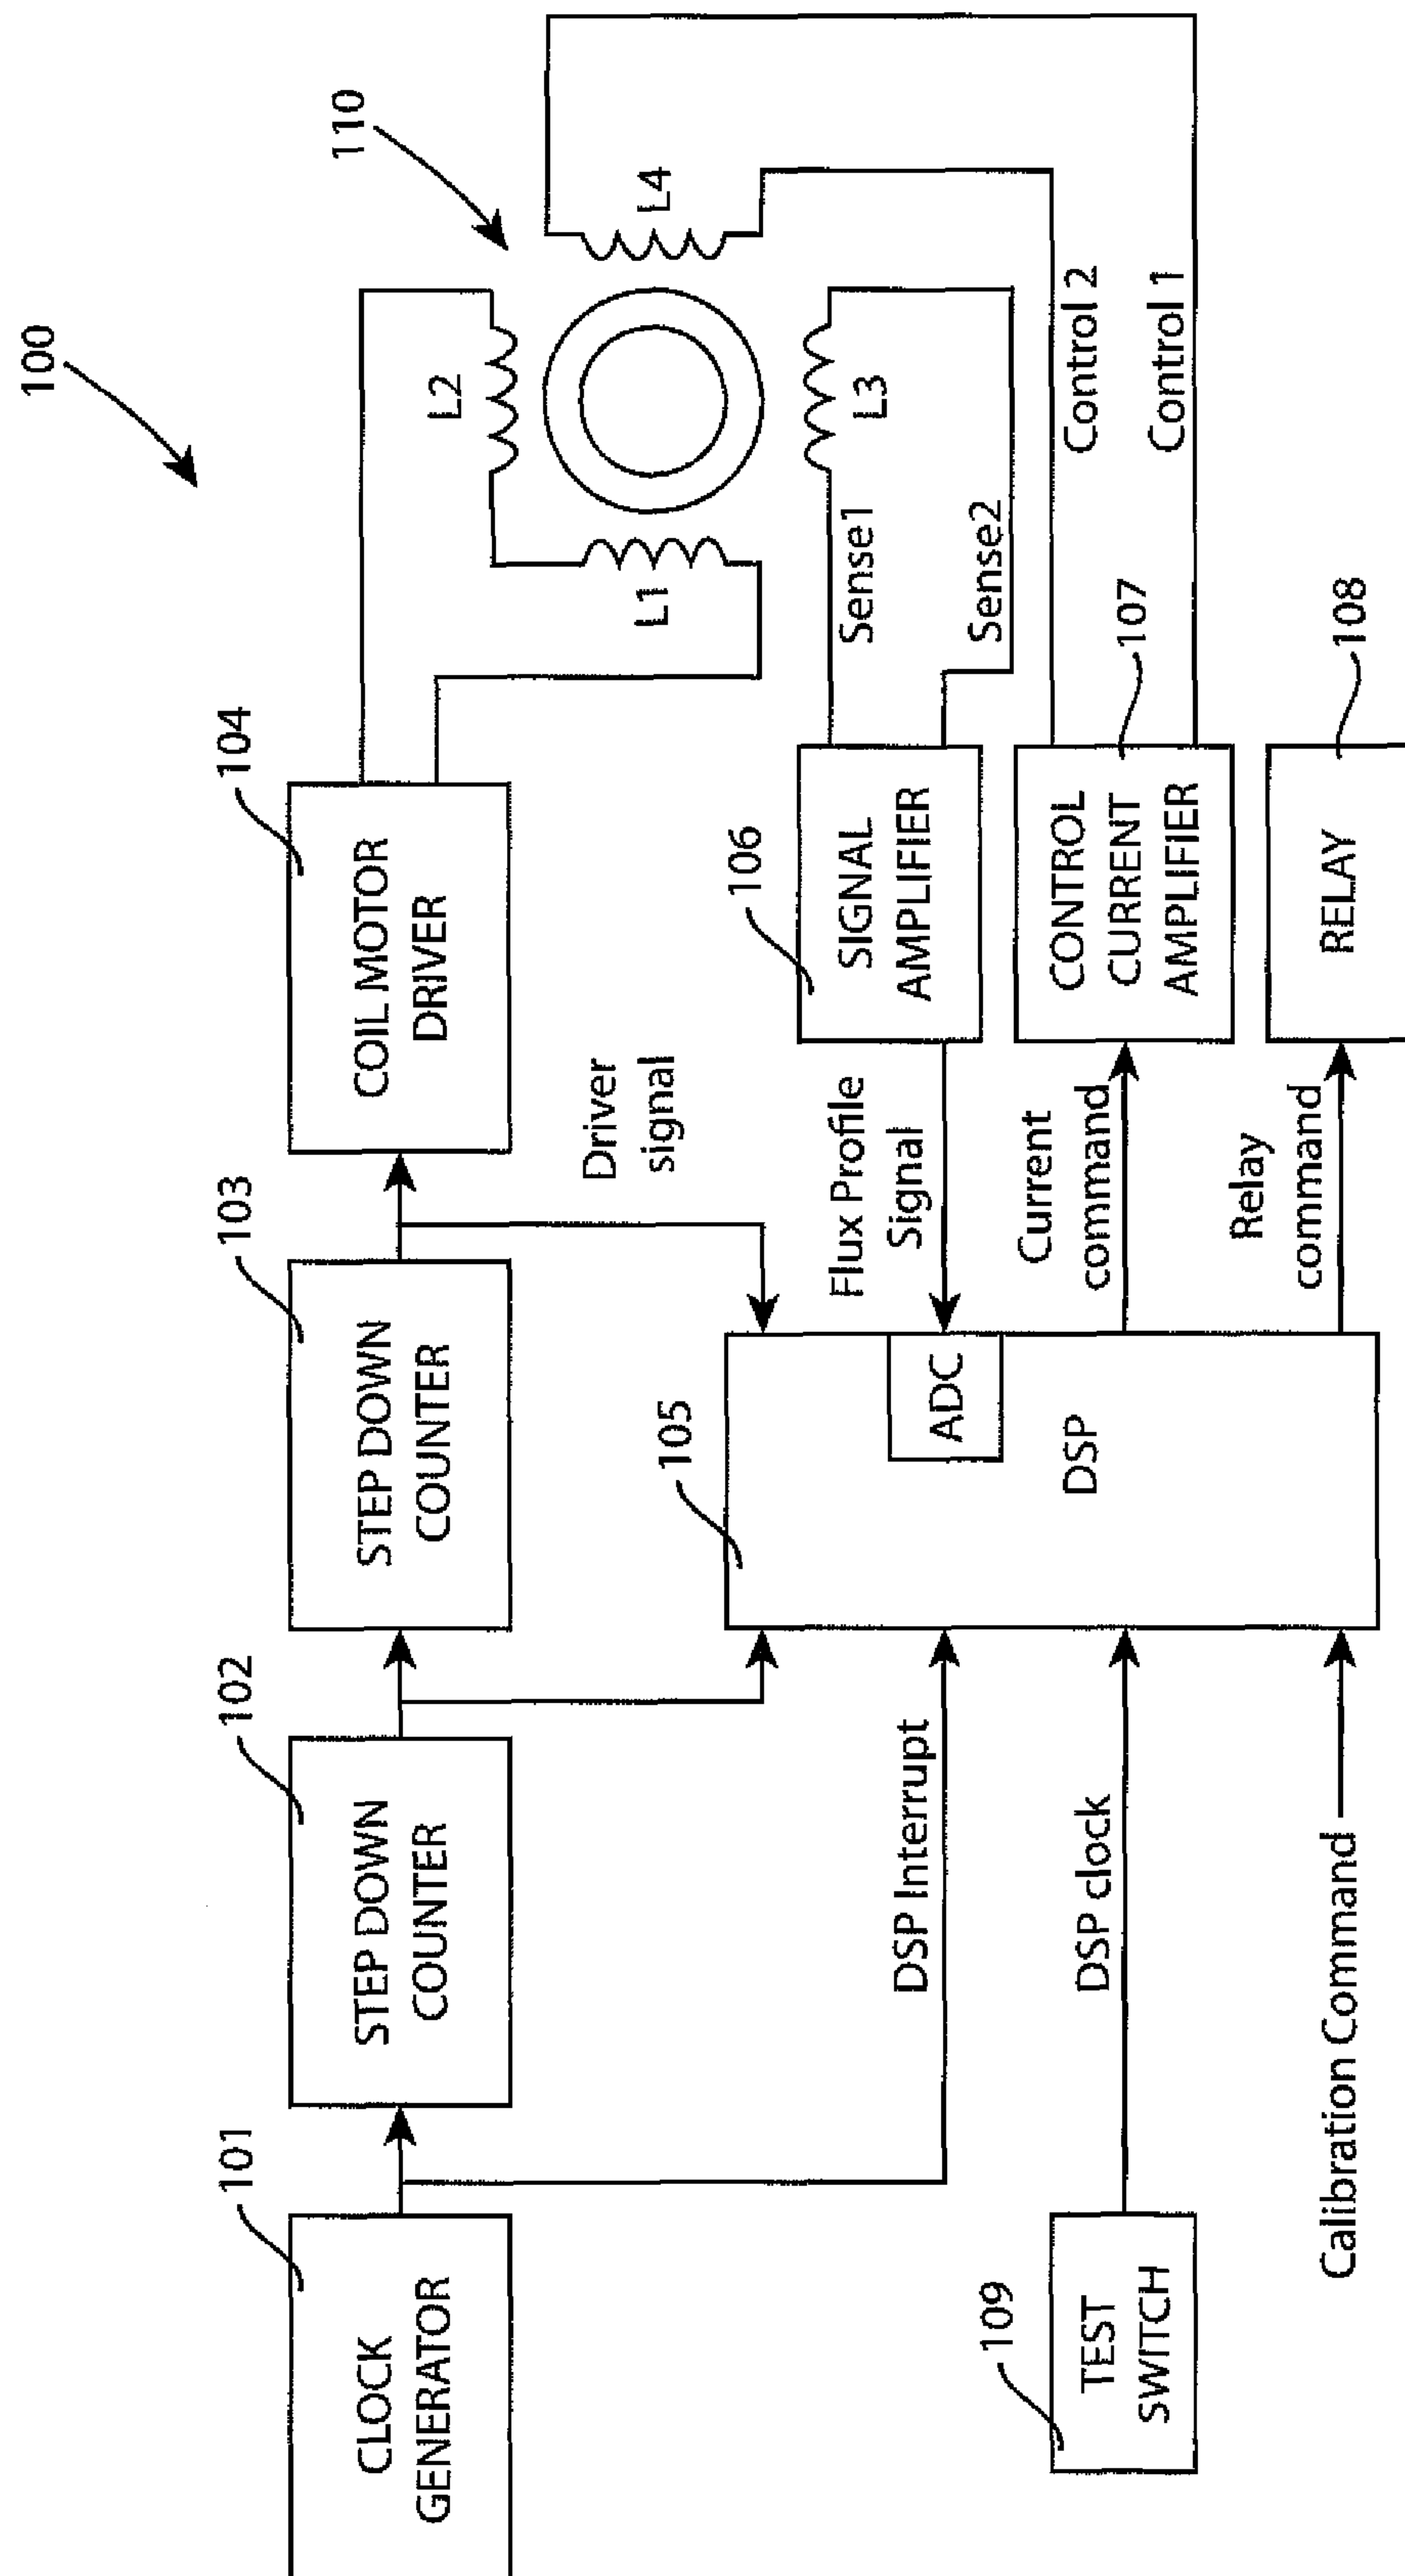 100
110
101
CLOCK
GENERATOR
102
STEP DOWN
COUNTER
103
STEP DOWN
COUNTER
104
COIL MOTOR
DRIVER
L2
L1
L4
L3
Driver
signal
105
ADC
DSP
DSP Interrupt
109
TEST
SWITCH
DSP clock
Calibration Command
Flux Profile
Signal
106
SIGNAL
AMPLIFIER
Sense1
Sense2
Current
command
CONTROL
CURRENT
AMPLIFIER
107
Control 2
Control 1
Relay
command
RELAY
108